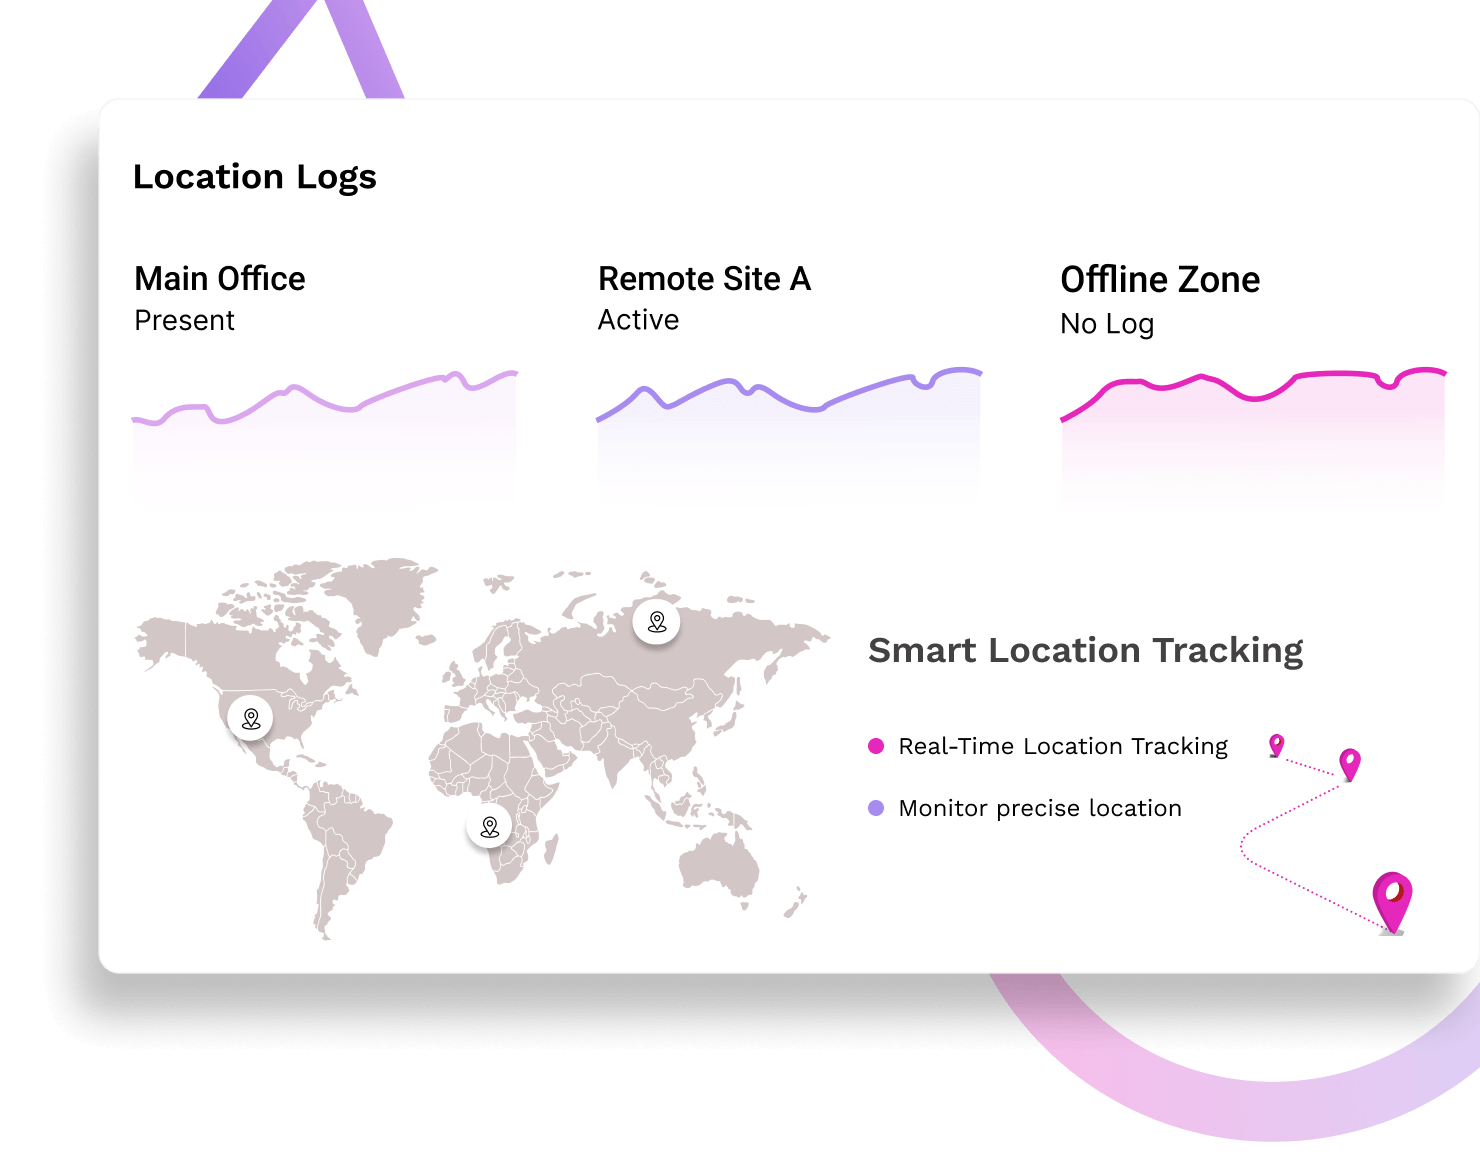 Location Logs
Main Office
Present
Remote Site A
Active
Offline Zone
No Log
Smart Location Tracking
Real-Time Location Tracking
Monitor precise location